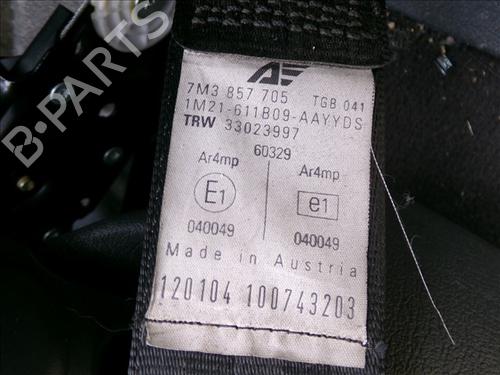 AE
7M3 857 705 TGB 041
1M21-611B09-AAYYDS
TRW 33023997
60329
Ar4mp Ar4mp
E1 e1
040049 040049
Made in Austria
120104 100743203
B-PARTS